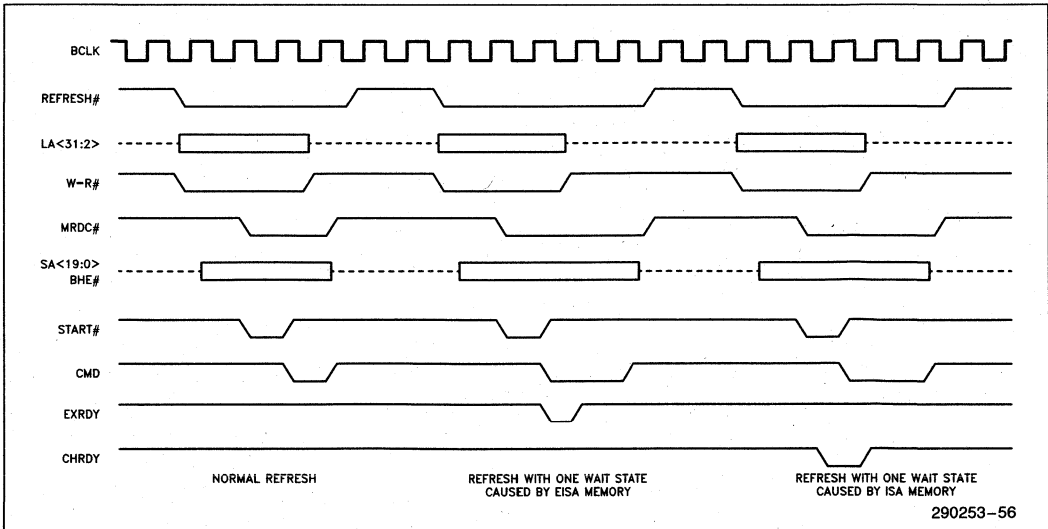 BCLK
REFRESH#
LA<31:2>
W-R#
MRDC#
SA<19:0>
BHE#
START#
CMD
EXRDY
CHRDY
NORMAL REFRESH
REFRESH WITH ONE WAIT STATE
CAUSED BY EISA MEMORY
REFRESH WITH ONE WAIT STATE
CAUSED BY ISA MEMORY
290253-56